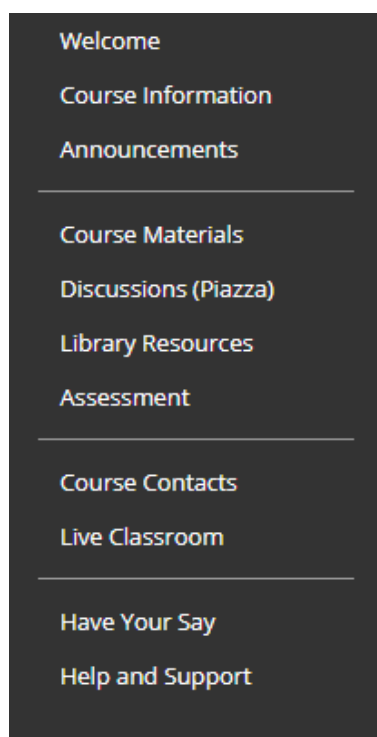 Welcome
Course Information
Announcements
Course Materials
Discussions (Piazza)
Library Resources
Assessment
Course Contacts
Live Classroom
Have Your Say
Help and Support